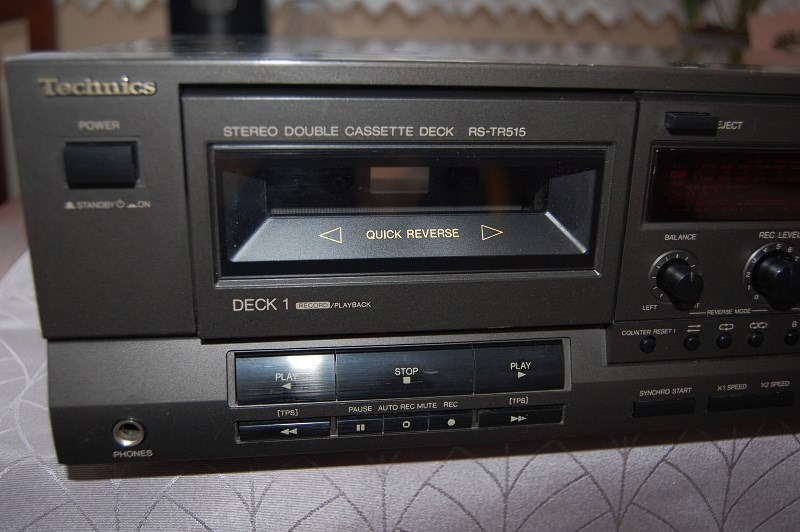 Technics
POWER
STANDBY ON
STEREO DOUBLE CASSETTE DECK RS-TR515
QUICK REVERSE
DECK 1 RECORD/PLAYBACK
EJECT
BALANCE
LEFT
REC LEVEL
REVERSE MODE
COUNTER RESET 1
SYNCHRO START
X1 SPEED
X2 SPEED
PLAY
STOP
PLAY
[TPS]
PAUSE
AUTO REC MUTE
REC
[TPS]
PHONES